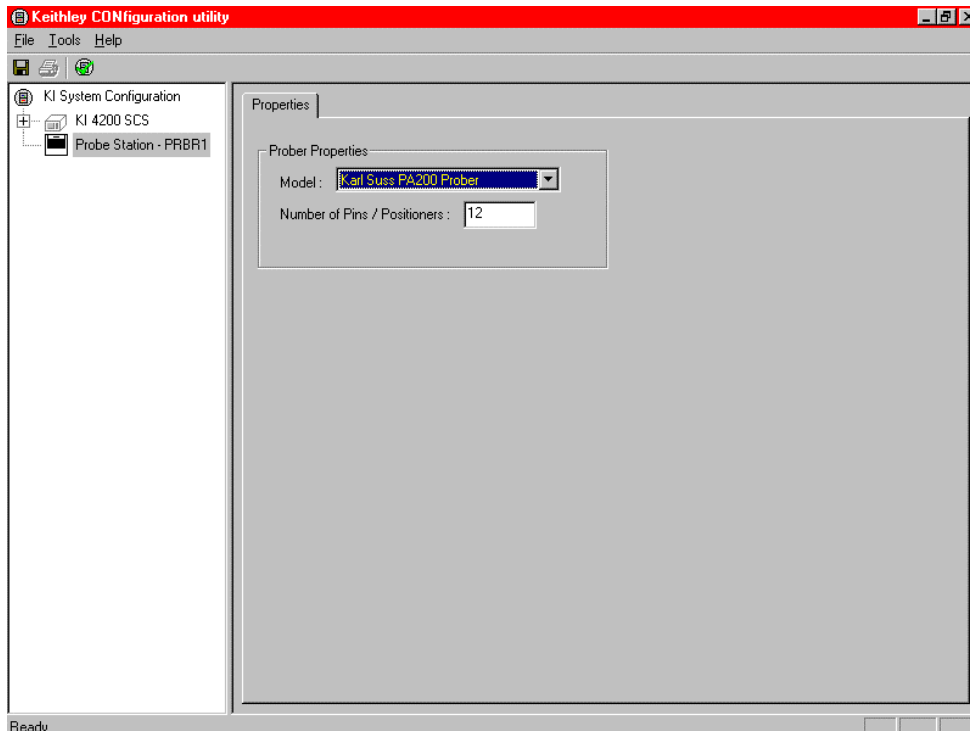 Keithley CONfiguration utility
File Tools Help
KI System Configuration
KI 4200 SCS
Probe Station - PRBR1
Properties
Prober Properties
Model : Karl Suss PA200 Prober
Number of Pins / Positioners : 12
Ready